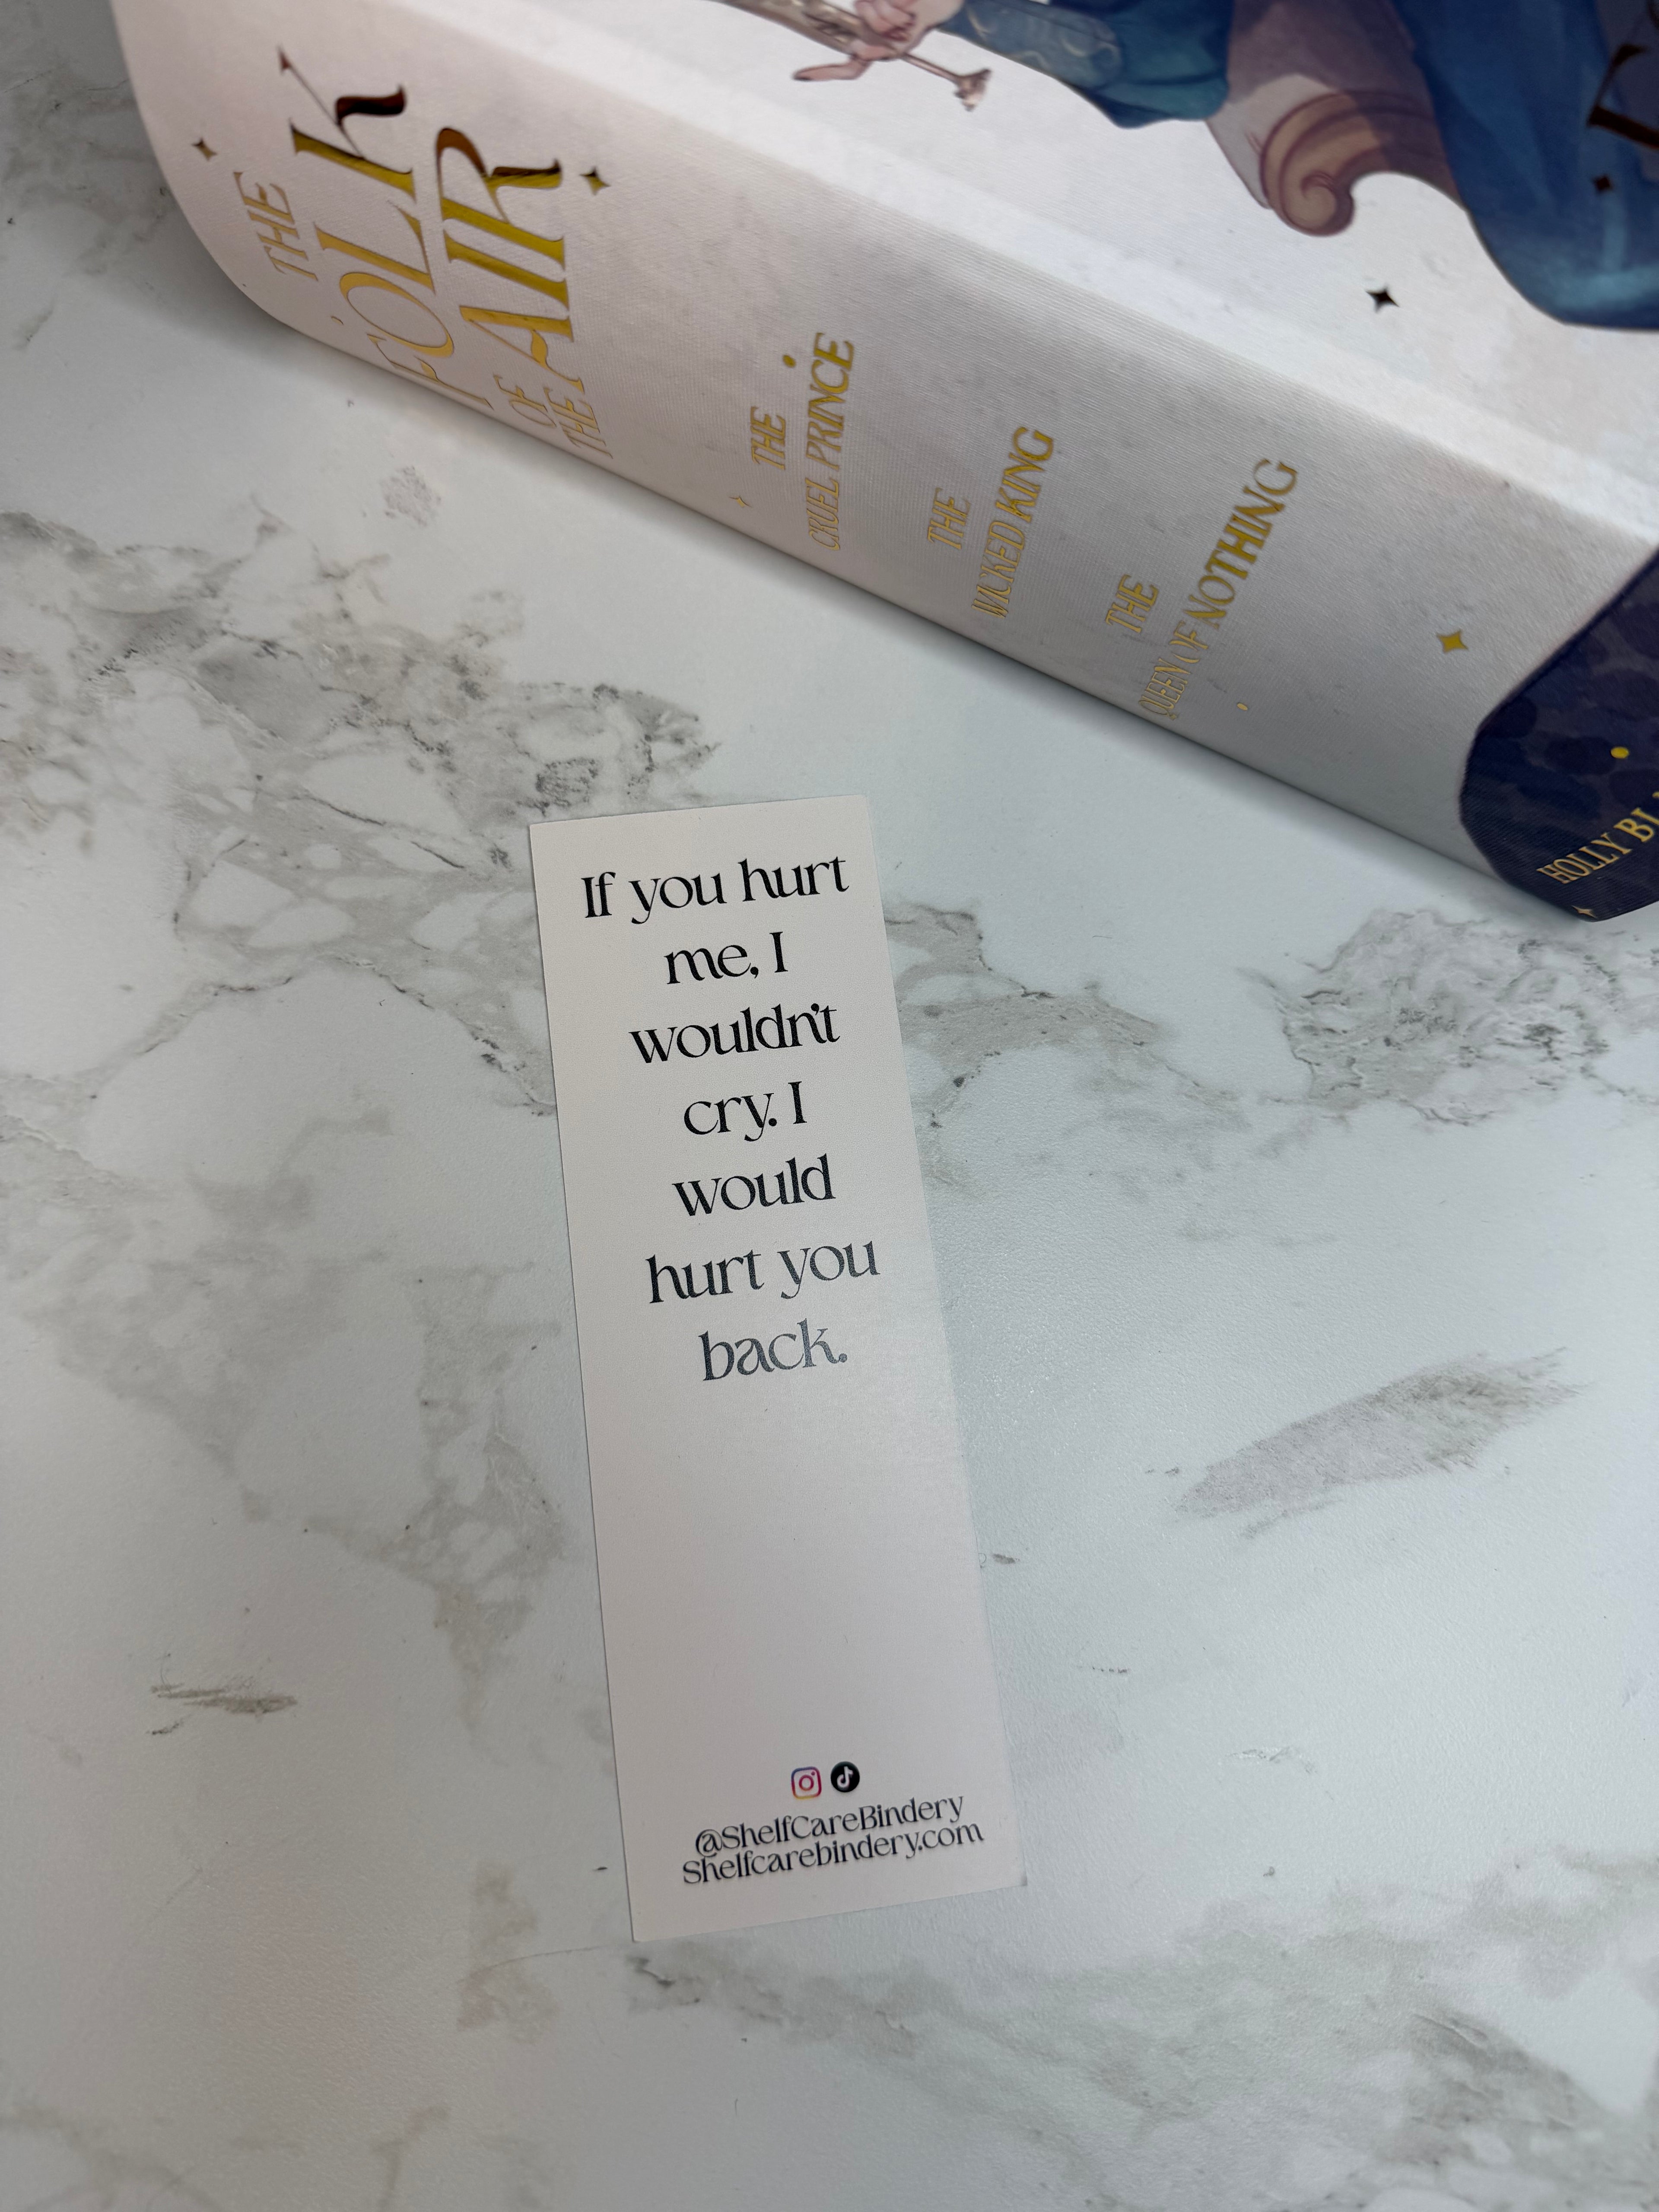 THE
FOLK
OF
THE AIR
THE
CRUEL PRINCE
THE
WICKED KING
THE
QUEEN OF NOTHING
HOLLY
If you hurt
me, I
wouldn't
cry. I
would
hurt you
back.
@ShelfCareBindery
Shelfcarebindery.com